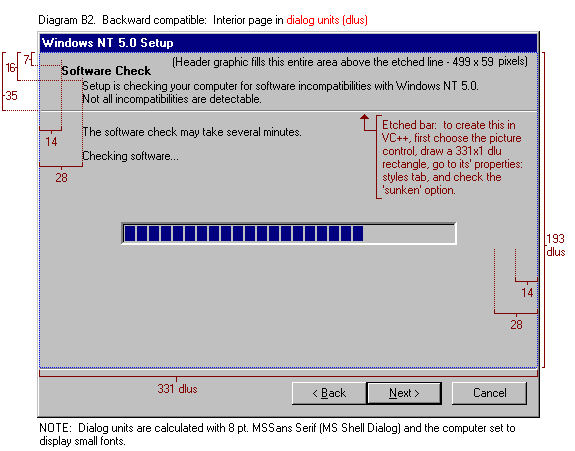 Diagram B2.  Backward compatible:  Interior page in dialog units (dlus)
Windows NT 5.0 Setup
(Header graphic fills this entire area above the etched line - 499 x 59  pixels)
7
16
Software Check
Setup is checking your computer for software incompatibilities with Windows NT 5.0.
35
Not all incompatibilities are detectable.
Etched bar:  to create this in
The software check may take several minutes.
VC++, first choose the picture
14
control, draw a 331x1 dlu
Checking software...
rectangle, go to its' properties:
28
styles tab, and check the
'sunken' option.
193
dlus
14
28
331 dlus
< Back
Next >
Cancel
NOTE:  Dialog units are calculated with 8 pt. MSSans Serif (MS Shell Dialog) and the computer set to
display small fonts.